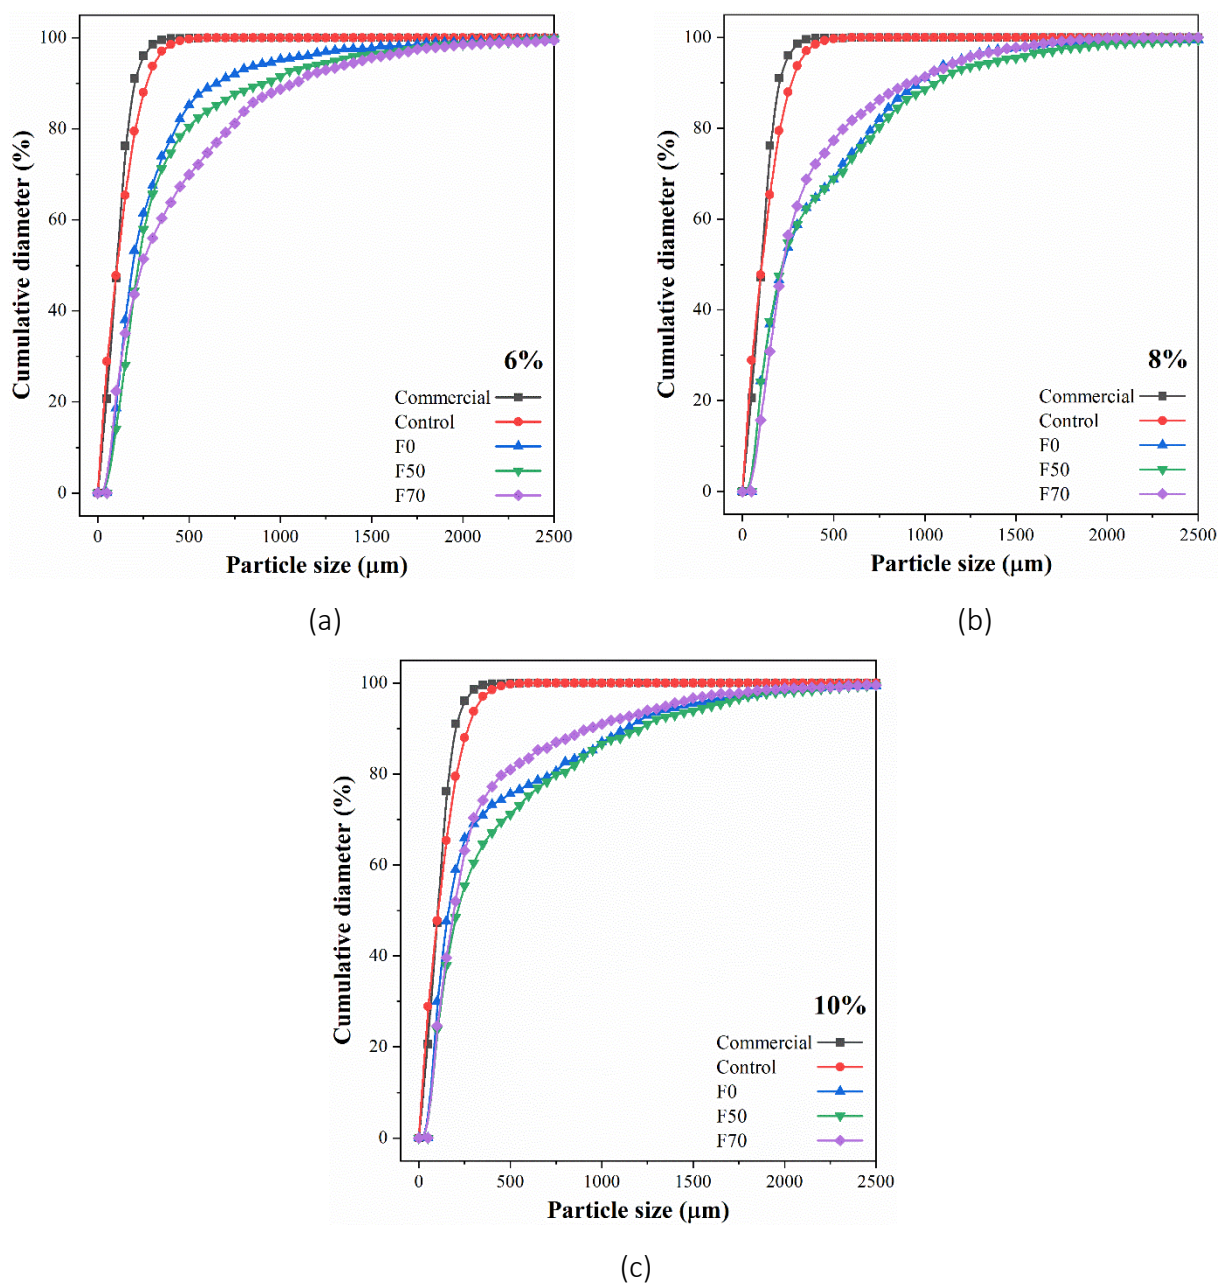 100
80
60
40
20
0
Cumulative diameter (%)
6%
Commercial
Control
F0
F50
F70
0 500 1000 1500 2000 2500
Particle size (μm)
(a)
100
80
60
40
20
0
Cumulative diameter (%)
8%
Commercial
Control
F0
F50
F70
0 500 1000 1500 2000 2500
Particle size (μm)
(b)
100
80
60
40
20
0
Cumulative diameter (%)
10%
Commercial
Control
F0
F50
F70
0 500 1000 1500 2000 2500
Particle size (μm)
(c)